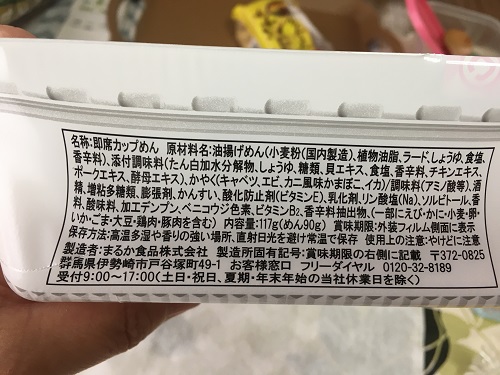 名称:即席カップめん 原材料名:油揚げめん(小麦粉(国内製造)、植物油脂、ラード、しょうゆ、食塩、
香辛料)、添付調味料(たん白加水分解物、しょうゆ、糖類、貝エキス、食塩、香辛料、チキンエキス、
ポークエキス、酵母エキス)、かやく(キャベツ、エビ、カニ風味かまぼこ、イカ)/調味料(アミノ酸等)、酒
精、増粘多糖類、膨張剤、かんすい、酸化防止剤(ビタミンE)、乳化剤、リン酸塩(Na)、ソルビトール、香
料、酸味料、加工デンプン、ベニコウジ色素、ビタミンB₂、香辛料抽出物、(一部にえび・かに・小麦・卵・
いか・ごま・大豆・鶏肉・豚肉を含む) 内容量:117g(めん90g) 賞味期限:外装フィルム側面に表示
保存方法:高温多湿や香りの強い場所、直射日光を避け常温で保存 使用上の注意:やけどに注意
製造者:まるか食品株式会社 製造所固有記号:賞味期限の右側に記載 〒372-0825
群馬県伊勢崎市戸谷塚町49-1 お客様窓口 フリーダイヤル 0120-32-8189
受付9:00〜17:00(土日・祝日、夏期・年末年始の当社休業日を除く)